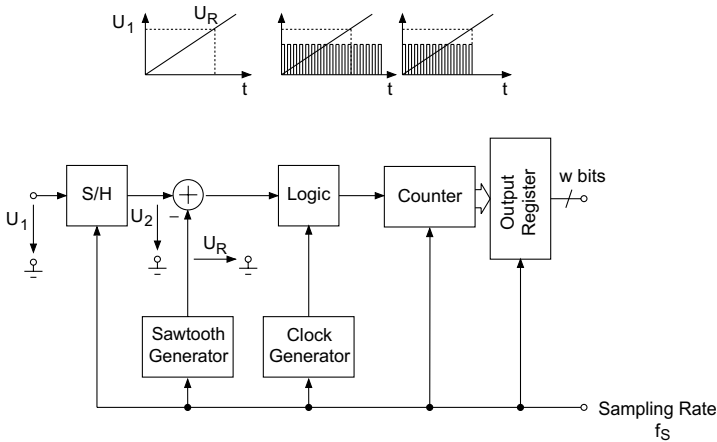 U1
UR
t
t
t
S/H
Logic
Counter
Output
Register
w bits
U1
U2
+
–
UR
Sawtooth
Generator
Clock
Generator
Sampling Rate
fS